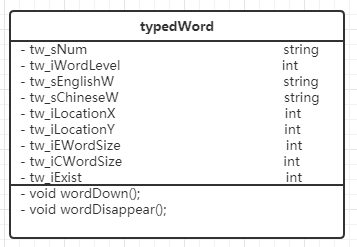 typedWord
- tw_sNum string
- tw_iWordLevel int
- tw_sEnglishW string
- tw_sChineseW string
- tw_iLocationX int
- tw_iLocationY int
- tw_iEWordSize int
- tw_iCWordSize int
- tw_iExist int
- void wordDown();
- void wordDisappear();